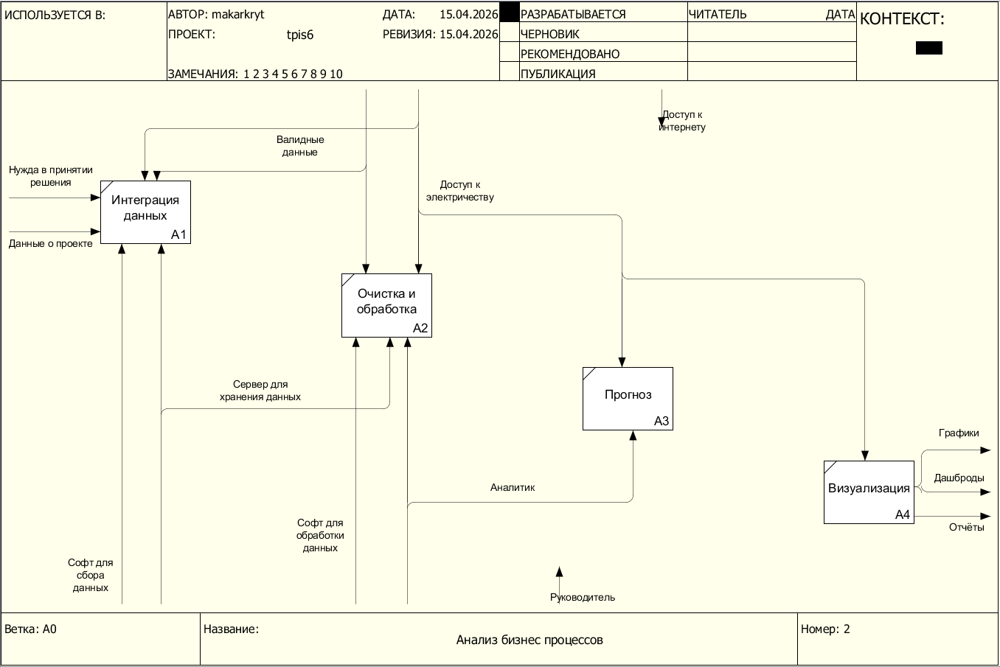 ИСПОЛЬЗУЕТСЯ В:
АВТОР: makarkryt
ДАТА: 15.04.2026
ПРОЕКТ: tpis6
РЕВИЗИЯ: 15.04.2026
ЗАМЕЧАНИЯ: 1 2 3 4 5 6 7 8 9 10
РАЗРАБАТЫВАЕТСЯ
ЧЕРНОВИК
РЕКОМЕНДОВАНО
ПУБЛИКАЦИЯ
ЧИТАТЕЛЬ ДАТА
КОНТЕКСТ:
Доступ к
интернету
Валидные
данные
Нужда в принятии
решения
Доступ к
электричеству
Интеграция
данных
A1
Данные о проекте
Очистка и
обработка
A2
Сервер для
хранения данных
Прогноз
A3
Графики
Дашброды
Визуализация
A4
Отчёты
Аналитик
Софт для
обработки
данных
Софт для
сбора
данных
Руководитель
Ветка: A0
Название:
Анализ бизнес процессов
Номер: 2